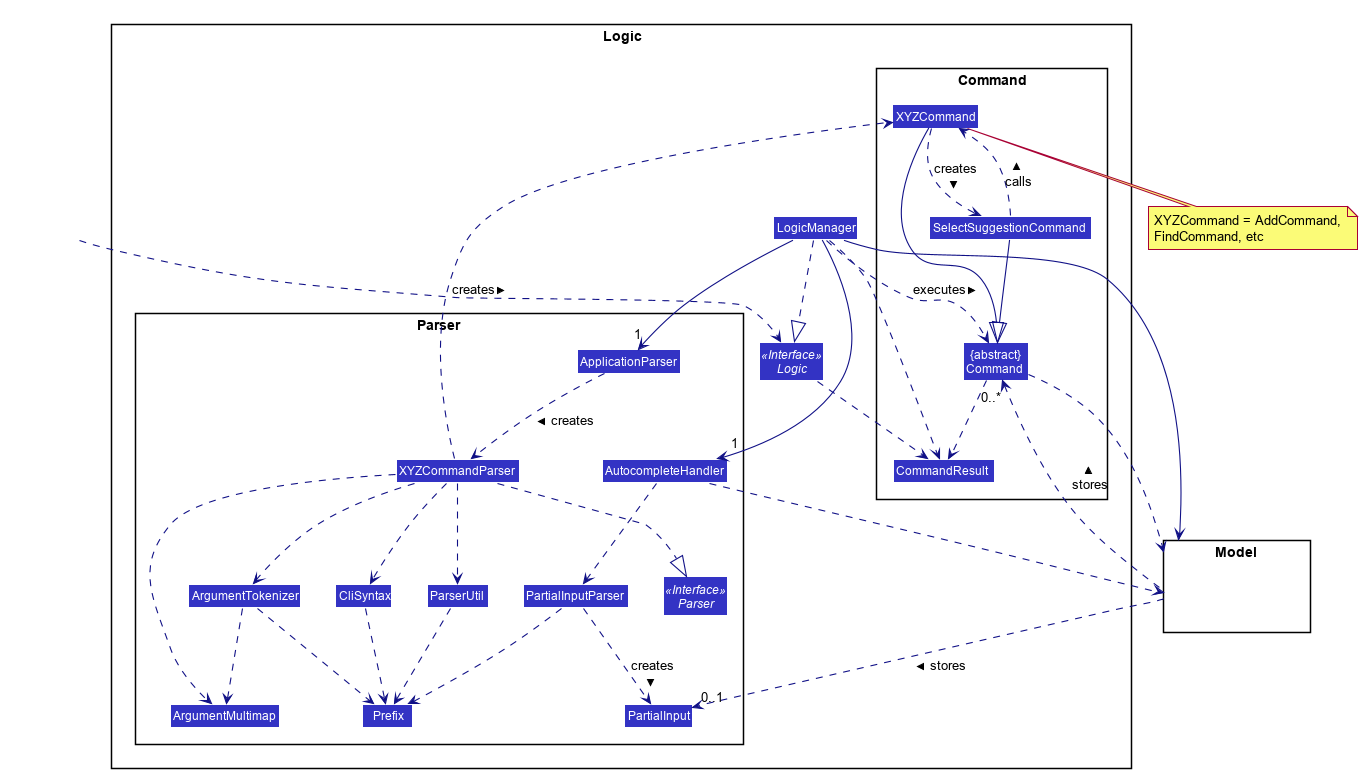 Logic
Command
XYZCommand
creates
▼
▲
calls
XYZCommand = AddCommand,
FindCommand, etc
LogicManager
SelectSuggestionCommand
creates►
executes►
Parser
1
ApplicationParser
«Interface»
Logic
{abstract}
Command
0..*
◄ creates
1
XYZCommandParser
AutocompleteHandler
CommandResult
▲
stores
Model
ArgumentTokenizer
CliSyntax
ParserUtil
PartialInputParser
«Interface»
Parser
creates
▼
◄ stores
0..1
ArgumentMultimap
Prefix
PartialInput